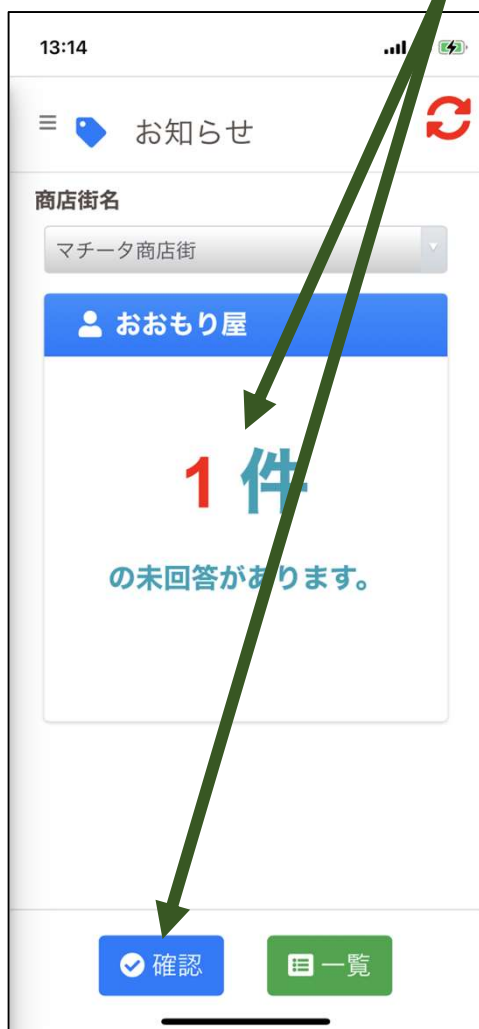 13:14
お知らせ
商店街名
マチータ商店街
おおもり屋
1 件
の未回答があります。
確認
一覧